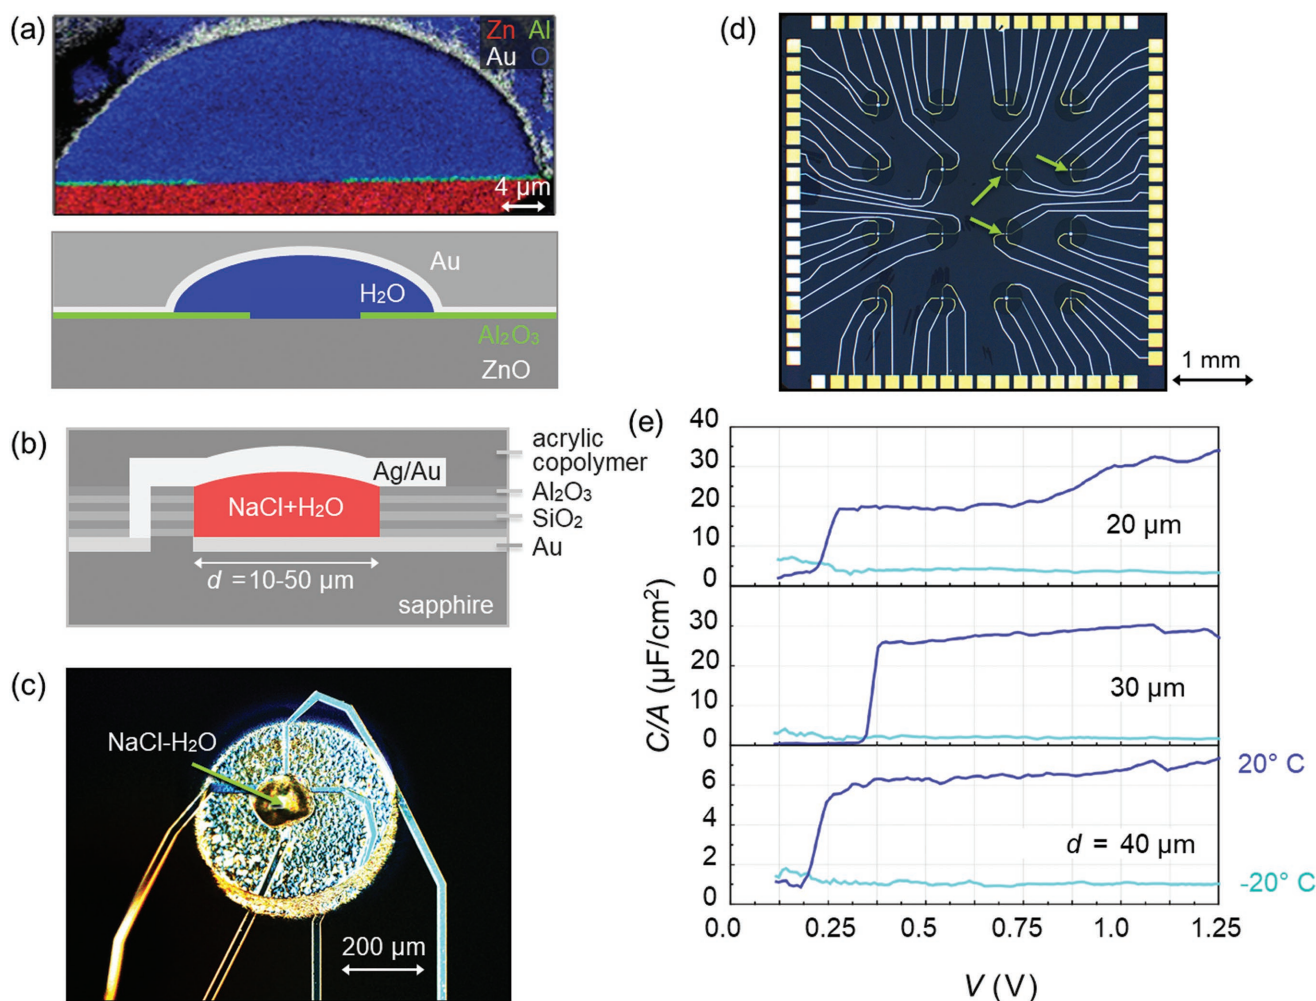 (a)
Zn Al
Au O
4 µm
Au
H₂O
Al₂O₃
ZnO
(b)
acrylic
copolymer
Ag/Au
Al₂O₃
NaCl+H₂O
SiO₂
Au
d = 10-50 µm
sapphire
(c)
NaCl-H₂O
200 µm
(d)
1 mm
(e)
40
30
20
10
0
20 µm
30
20
10
0
30 µm
6
4
2
0
d = 40 µm
C/A (µF/cm²)
20° C
-20° C
0.0 0.25 0.50 0.75 1.0 1.25
V (V)